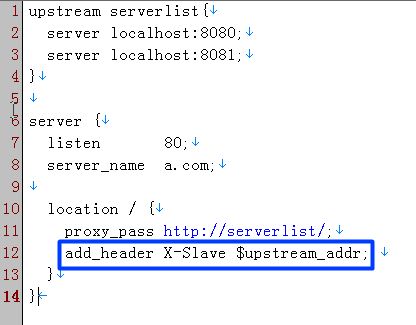 1 upstream serverlist{
2 server localhost:8080;
3 server localhost:8081;
4 }
5
6 server {
7 listen 80;
8 server_name a.com;
9
10 location / {
11 proxy_pass http://serverlist/;
12 add_header X-Slave $upstream_addr;
13 }
14 }